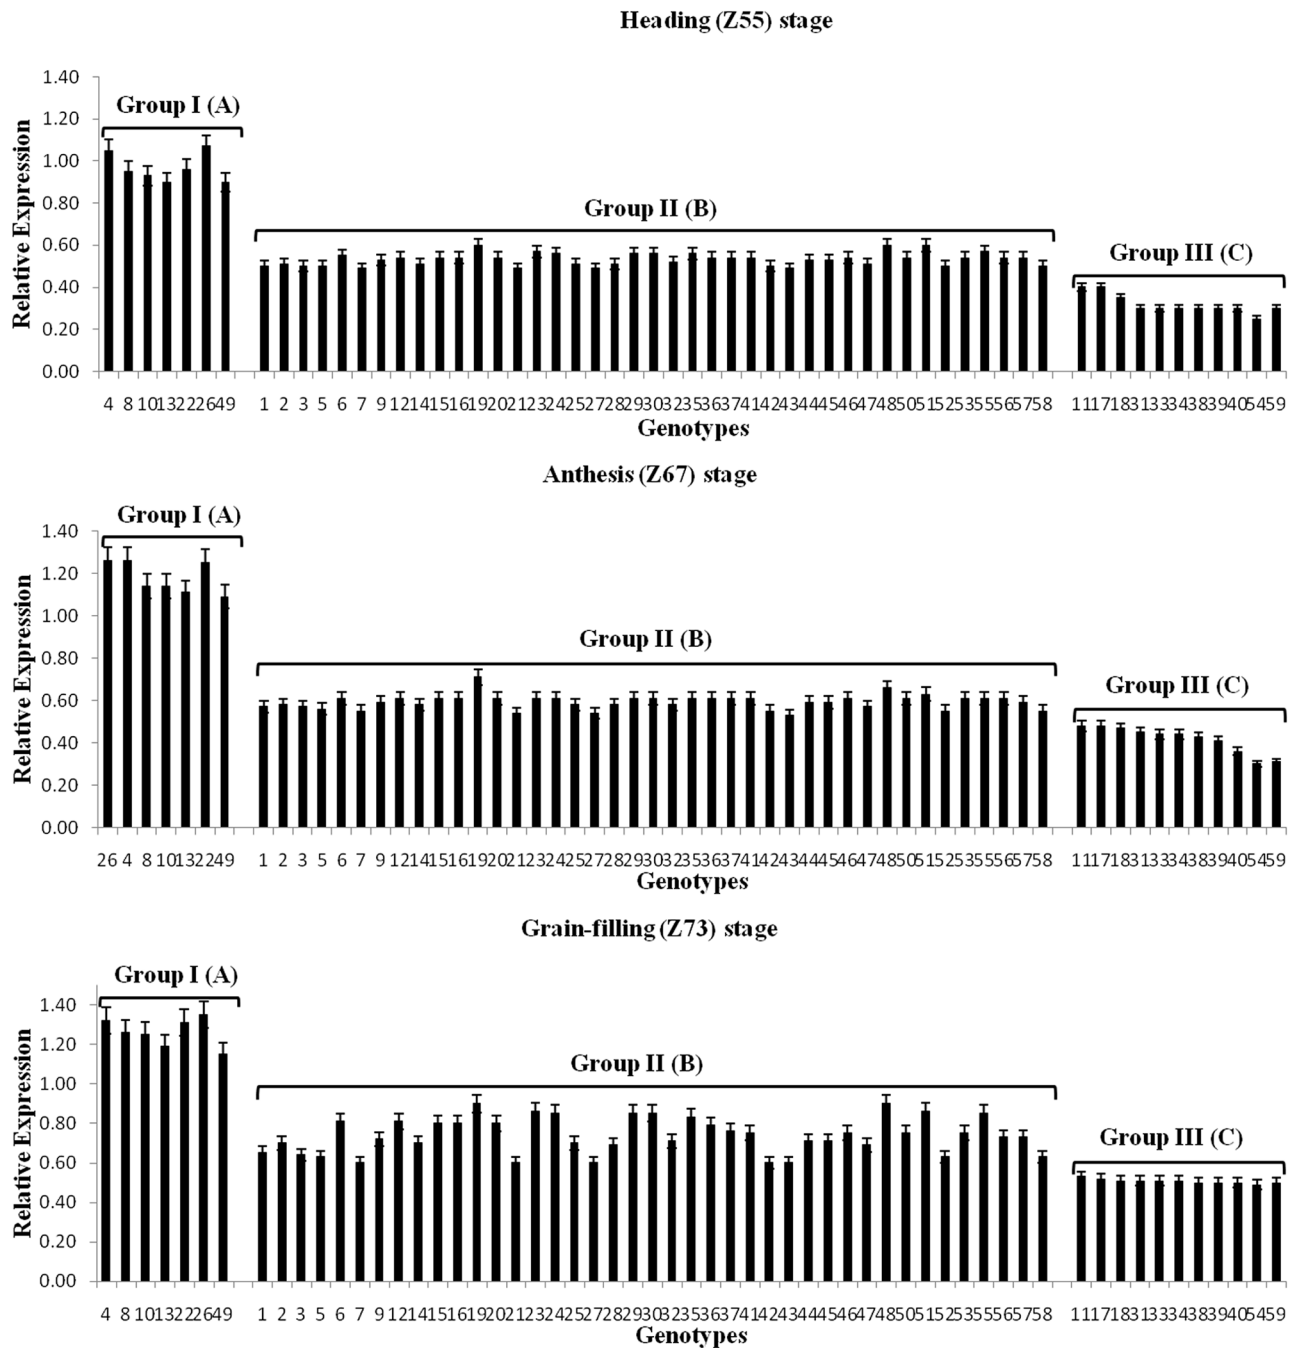 Heading (Z55) stage
1.40
1.20
1.00
0.80
0.60
0.40
0.20
0.00
Relative Expression
Group I (A)
Group II (B)
Group III (C)
4 8 10 13 22 26 49 1 2 3 5 6 7 9 12 14 15 16 19 20 21 23 24 25 27 28 29 30 32 35 36 37 41 42 43 44 45 46 47 48 50 51 52 53 55 56 57 58 11 17 18 31 33 34 38 39 40 54 59
Genotypes
Anthesis (Z67) stage
1.40
1.20
1.00
0.80
0.60
0.40
0.20
0.00
Relative Expression
Group I (A)
Group II (B)
Group III (C)
26 4 8 10 13 22 49 1 2 3 5 6 7 9 12 14 15 16 19 20 21 23 24 25 27 28 29 30 32 35 36 37 41 42 43 44 45 46 47 48 50 51 52 53 55 56 57 58 11 17 18 31 33 34 38 39 40 54 59
Genotypes
Grain-filling (Z73) stage
1.40
1.20
1.00
0.80
0.60
0.40
0.20
0.00
Relative Expression
Group I (A)
Group II (B)
Group III (C)
4 8 10 13 22 26 49 1 2 3 5 6 7 9 12 14 15 16 19 20 21 23 24 25 27 28 29 30 32 35 36 37 41 42 43 44 45 46 47 48 50 51 52 53 55 56 57 58 11 17 18 31 33 34 38 39 40 54 59
Genotypes